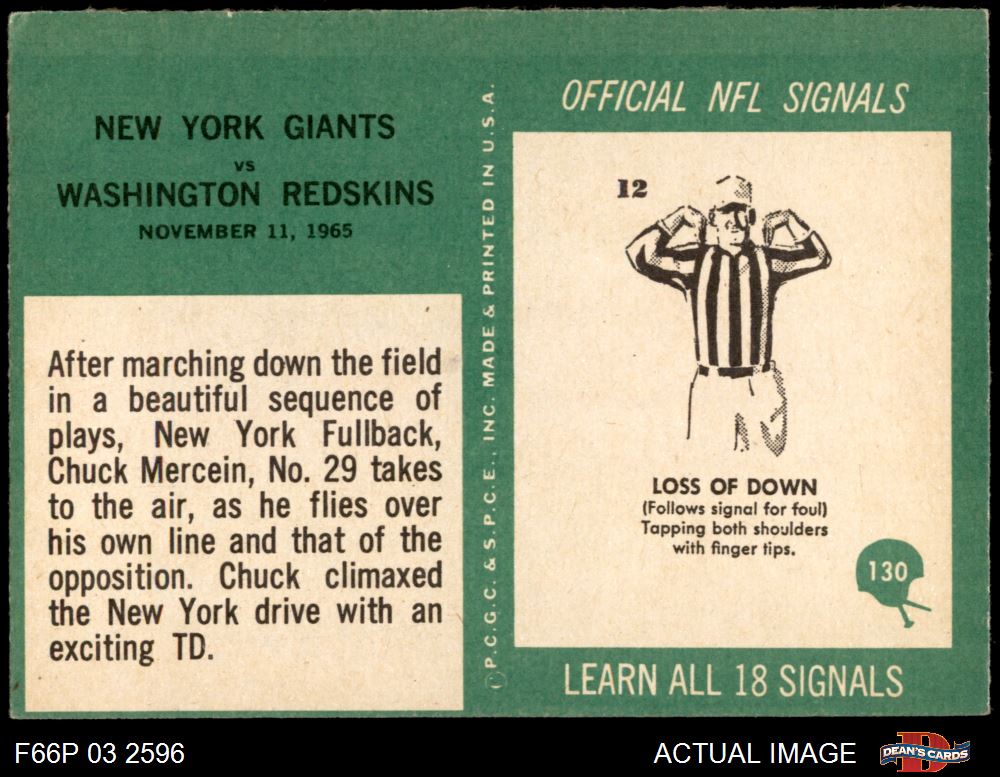 NEW YORK GIANTS
VS
WASHINGTON REDSKINS
NOVEMBER 11, 1965
After marching down the field
in a beautiful sequence of
plays, New York Fullback,
Chuck Mercein, No. 29 takes
to the air, as he flies over
his own line and that of the
opposition. Chuck climaxed
the New York drive with an
exciting TD.
Ⓒ P.C.G.C. & S.P.C.E., INC. MADE & PRINTED IN U.S.A.
OFFICIAL NFL SIGNALS
12
LOSS OF DOWN
(Follows signal for foul)
Tapping both shoulders
with finger tips.
130
LEARN ALL 18 SIGNALS
F66P 03 2596
ACTUAL IMAGE
D
DEAN'S CARDS